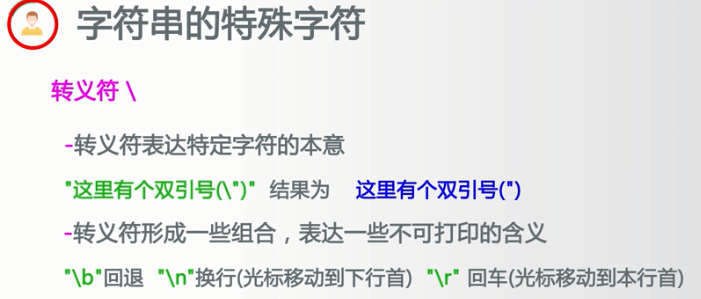 字符串的特殊字符
转义符 \
-转义符表达特定字符的本意
"这里有个双引号(\")" 结果为 这里有个双引号(")
-转义符形成一些组合，表达一些不可打印的含义
"\b"回退 "\n"换行(光标移动到下行首) "\r" 回车(光标移动到本行首)